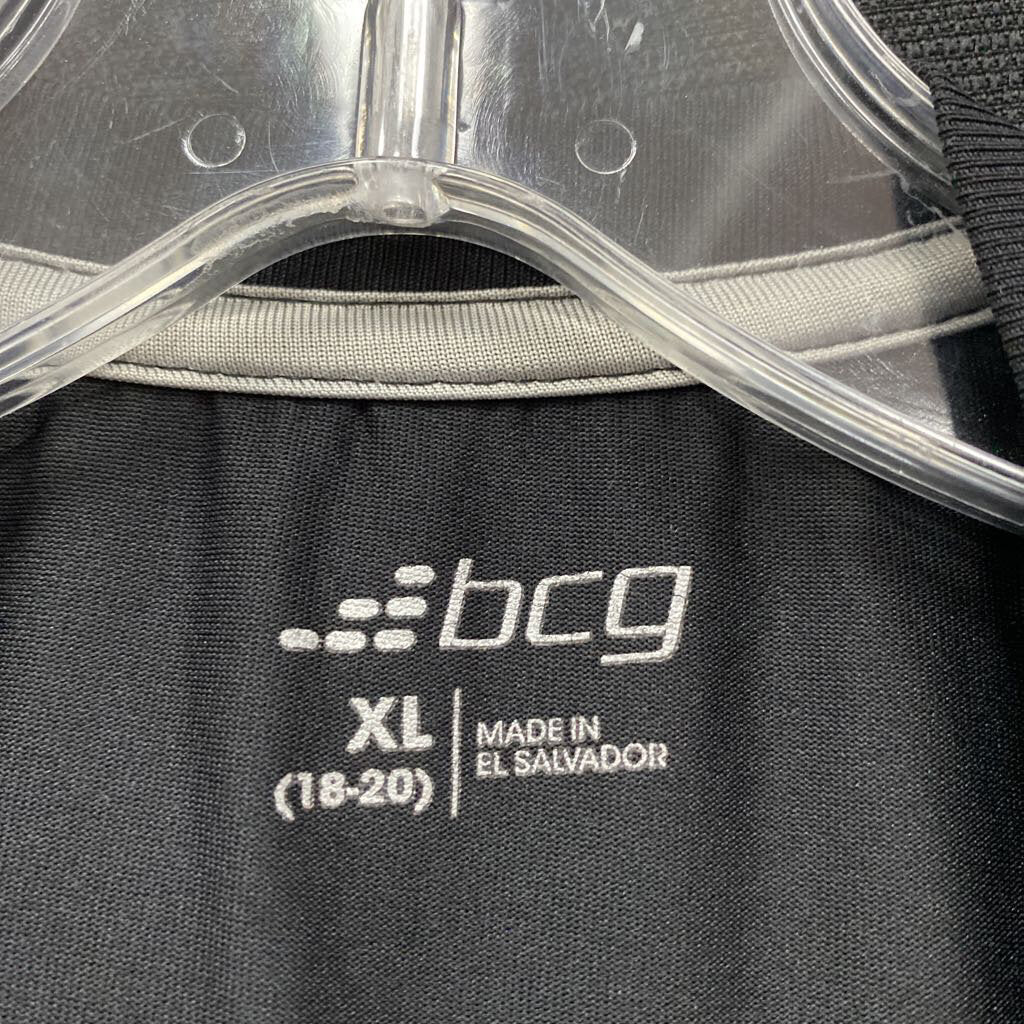 bcg
XL
(18-20)
MADE IN
EL SALVADOR